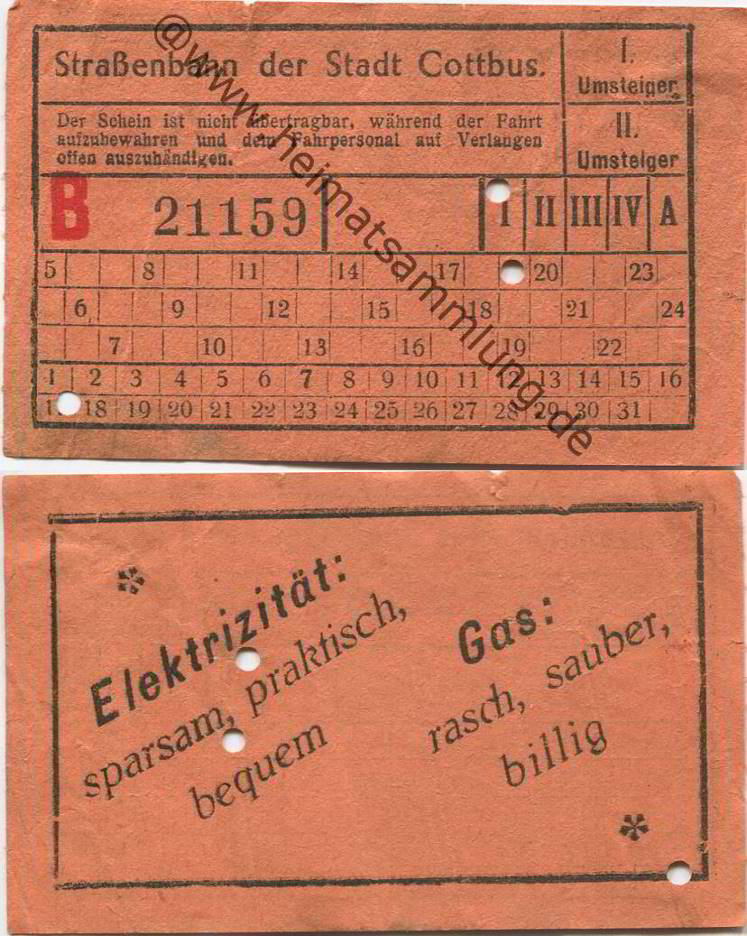 Straßenbahn der Stadt Cottbus.
I.
Umsteiger
Der Schein ist nicht übertragbar, während der Fahrt
aufzubewahren und dem Fahrpersonal auf Verlangen
offen auszuhändigen.
II.
Umsteiger
B 21159 I II III IV A
5 8 11 14 17 20 23
6 9 12 15 18 21 24
7 10 13 16 19 22
1 2 3 4 5 6 7 8 9 10 11 12 13 14 15 16
18 19 20 21 22 23 24 25 26 27 28 29 30 31
@www.heimatsammlung.de
Elektrizität:
sparsam, praktisch,
bequem
Gas:
rasch, sauber,
billig